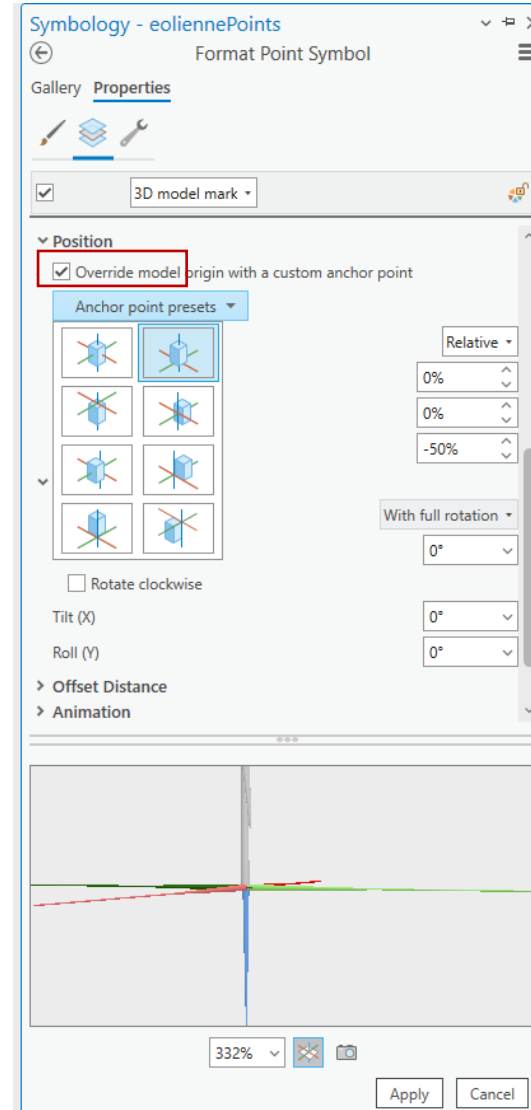 Symbology - eoliennePoints
Format Point Symbol
Gallery Properties
3D model mark
Position
Override model origin with a custom anchor point
Anchor point presets
Relative
0%
0%
-50%
With full rotation
0°
Rotate clockwise
Tilt (X) 0°
Roll (Y) 0°
Offset Distance
Animation
332%
Apply Cancel